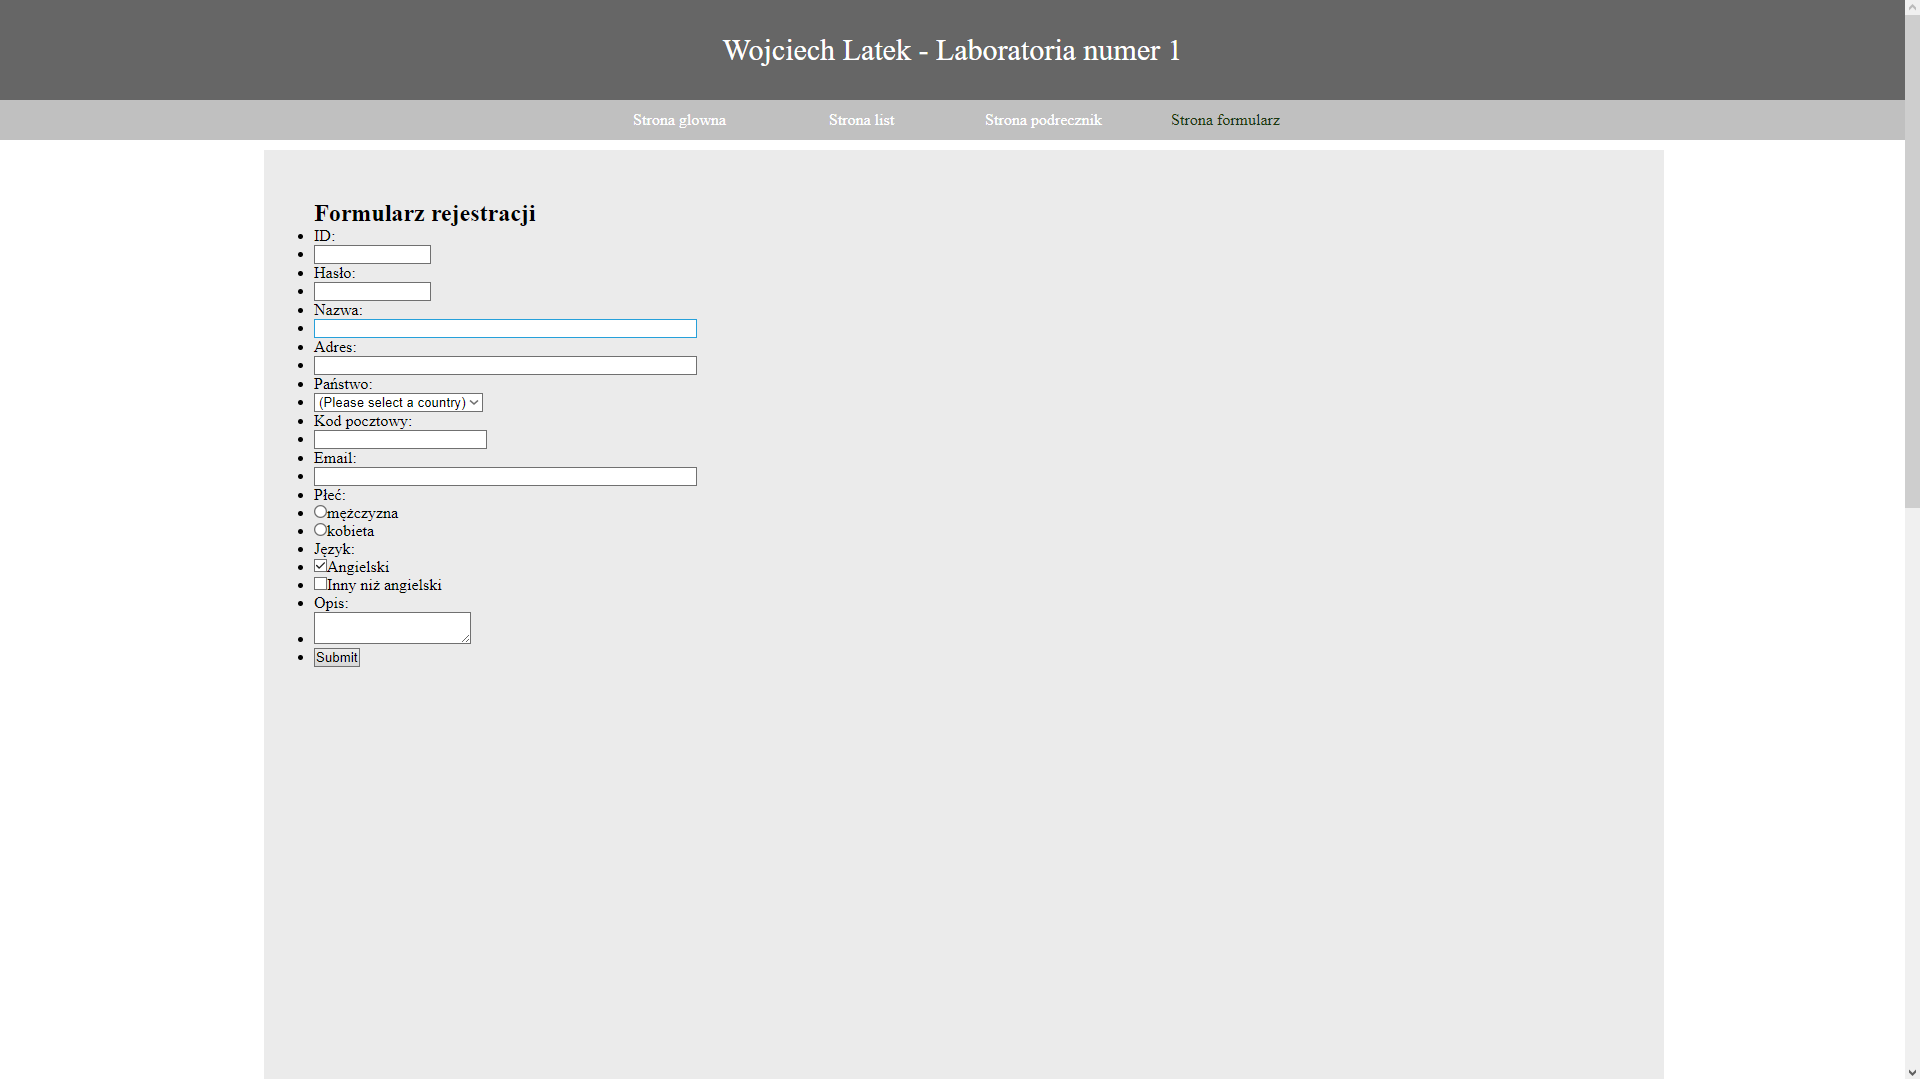 Wojciech Latek - Laboratoria numer 1
Strona glowna Strona list Strona podrecznik Strona formularz
Formularz rejestracji
ID:
Hasło:
Nazwa:
Adres:
Państwo:
(Please select a country)
Kod pocztowy:
Email:
Płeć:
mężczyzna
kobieta
Język:
Angielski
Inny niż angielski
Opis:
Submit